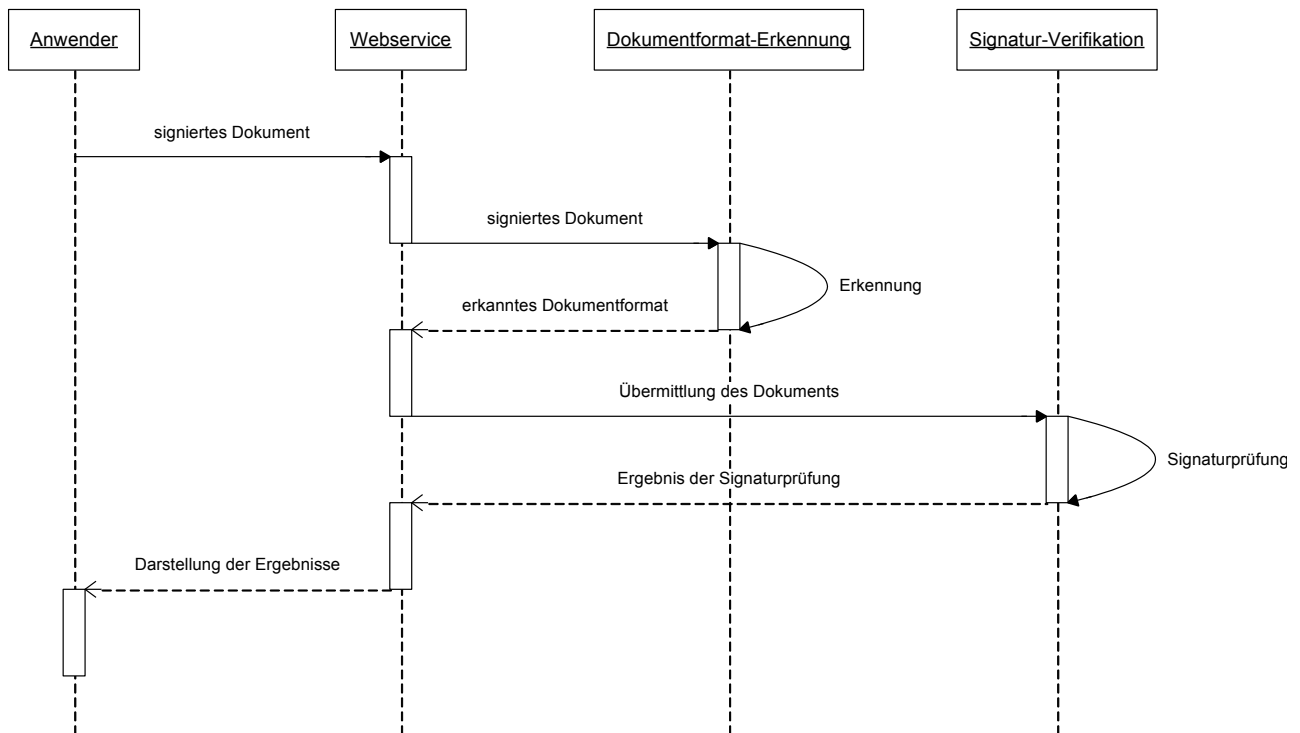 Anwender
Webservice
Dokumentformat-Erkennung
Signatur-Verifikation
signiertes Dokument
signiertes Dokument
Erkennung
erkanntes Dokumentformat
Übermittlung des Dokuments
Signaturprüfung
Ergebnis der Signaturprüfung
Darstellung der Ergebnisse